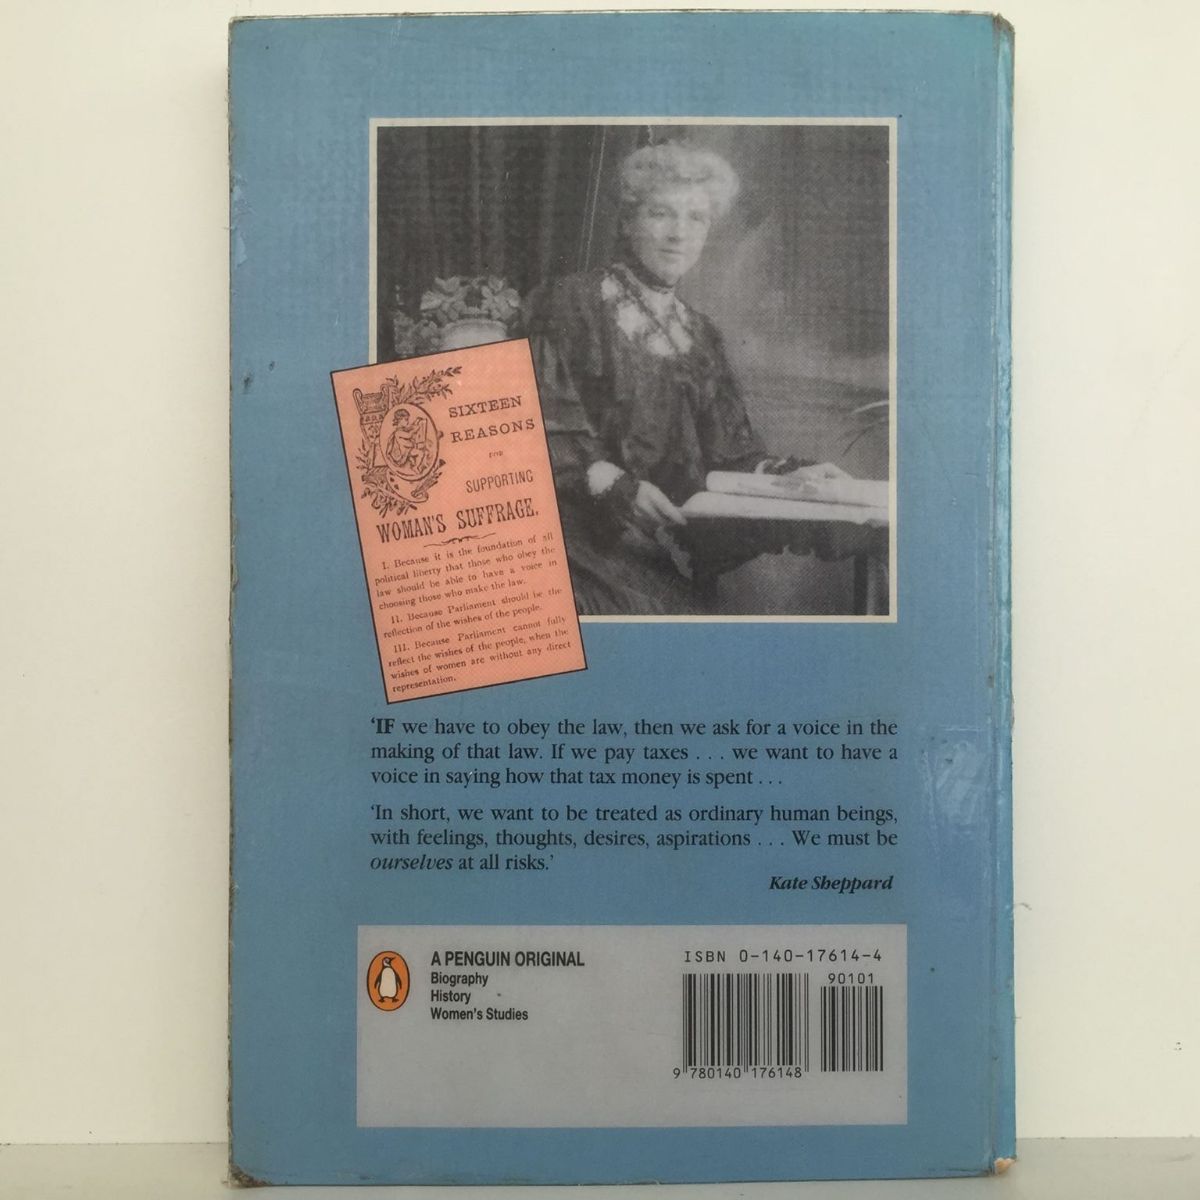 SIXTEEN
REASONS
FOR
SUPPORTING
WOMAN'S SUFFRAGE.
I. Because it is the foundation of all
political liberty that those who obey the
law should be able to have a voice in
choosing those who make the law.
II. Because Parliament should be the
reflection of the wishes of the people.
III. Because Parliament cannot fully
reflect the wishes of the people, when the
wishes of women are without any direct
representation.
‘IF we have to obey the law, then we ask for a voice in the
making of that law. If we pay taxes . . . we want to have a
voice in saying how that tax money is spent . . .
‘In short, we want to be treated as ordinary human beings,
with feelings, thoughts, desires, aspirations . . . We must be
ourselves at all risks.’
Kate Sheppard
A PENGUIN ORIGINAL
Biography
History
Women's Studies
ISBN 0-140-17614-4
90101
9 780140 176148